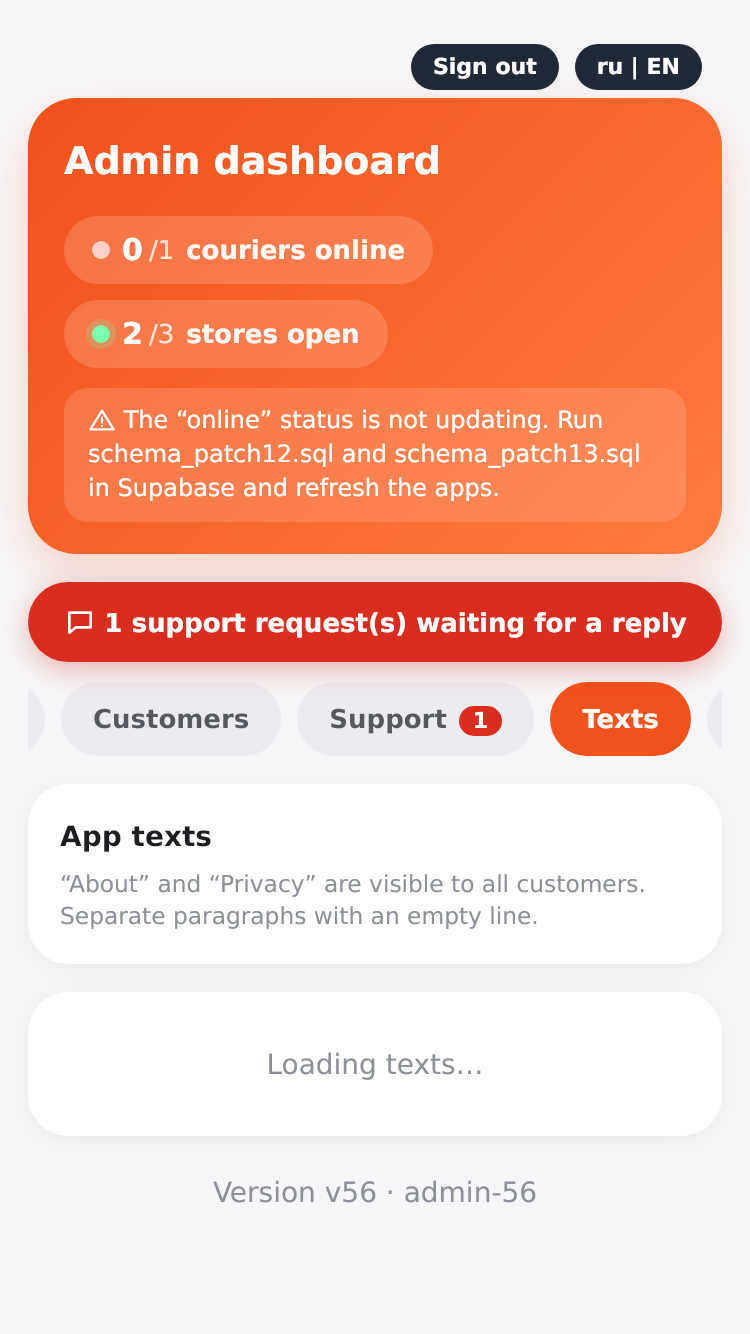 Sign out
ru | EN
Admin dashboard
0 /1 couriers online
2 /3 stores open
The “online” status is not updating. Run
schema_patch12.sql and schema_patch13.sql
in Supabase and refresh the apps.
1 support request(s) waiting for a reply
Customers
Support 1
Texts
App texts
“About” and “Privacy” are visible to all customers.
Separate paragraphs with an empty line.
Loading texts…
Version v56 · admin-56